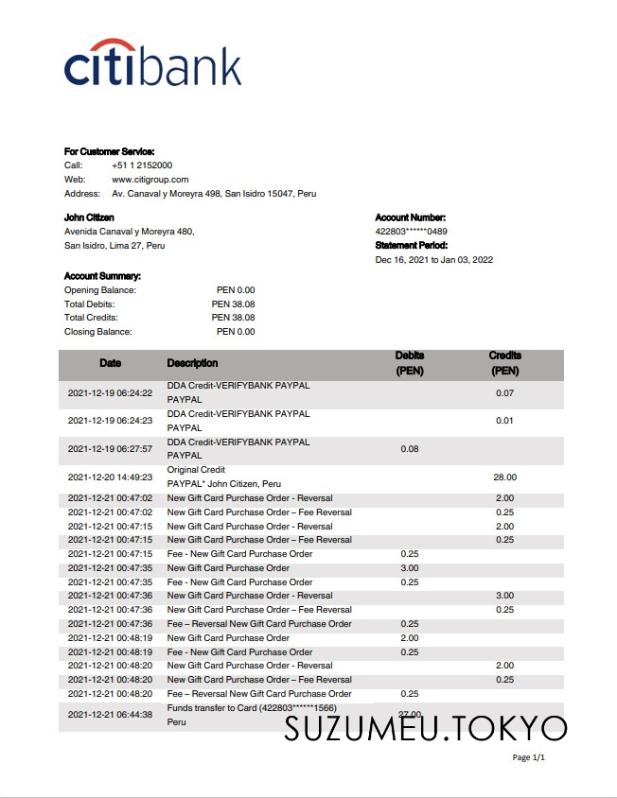 citibank
For Customer Service:
Call: +51 1 2152000
Web: www.citigroup.com
Address: Av. Canaval y Moreyra 498, San Isidro 15047, Peru
John Citizen
Avenida Canaval y Moreyra 480,
San Isidro, Lima 27, Peru
Account Number:
422803******0489
Statement Period:
Dec 16, 2021 to Jan 03, 2022
Account Summary:
Opening Balance: PEN 0.00
Total Debits: PEN 38.08
Total Credits: PEN 38.08
Closing Balance: PEN 0.00
Date Description Debits (PEN) Credits (PEN)
2021-12-19 06:24:22 DDA Credit-VERIFYBANK PAYPAL PAYPAL 0.07
2021-12-19 06:24:23 DDA Credit-VERIFYBANK PAYPAL PAYPAL 0.01
2021-12-19 06:27:57 DDA Credit-VERIFYBANK PAYPAL PAYPAL 0.08
2021-12-20 14:49:23 Original Credit PAYPAL* John Citizen, Peru 28.00
2021-12-21 00:47:02 New Gift Card Purchase Order - Reversal 2.00
2021-12-21 00:47:02 New Gift Card Purchase Order – Fee Reversal 0.25
2021-12-21 00:47:15 New Gift Card Purchase Order - Reversal 2.00
2021-12-21 00:47:15 New Gift Card Purchase Order – Fee Reversal 0.25
2021-12-21 00:47:15 Fee - New Gift Card Purchase Order 0.25
2021-12-21 00:47:35 New Gift Card Purchase Order 3.00
2021-12-21 00:47:35 Fee - New Gift Card Purchase Order 0.25
2021-12-21 00:47:36 New Gift Card Purchase Order - Reversal 3.00
2021-12-21 00:47:36 New Gift Card Purchase Order – Fee Reversal 0.25
2021-12-21 00:47:36 Fee – Reversal New Gift Card Purchase Order 0.25
2021-12-21 00:48:19 New Gift Card Purchase Order 2.00
2021-12-21 00:48:19 Fee - New Gift Card Purchase Order 0.25
2021-12-21 00:48:20 New Gift Card Purchase Order - Reversal 2.00
2021-12-21 00:48:20 New Gift Card Purchase Order – Fee Reversal 0.25
2021-12-21 00:48:20 Fee – Reversal New Gift Card Purchase Order 0.25
2021-12-21 06:44:38 Funds transfer to Card (422803******1566) Peru 27.00
SUZUMEU.TOKYO
Page 1/1